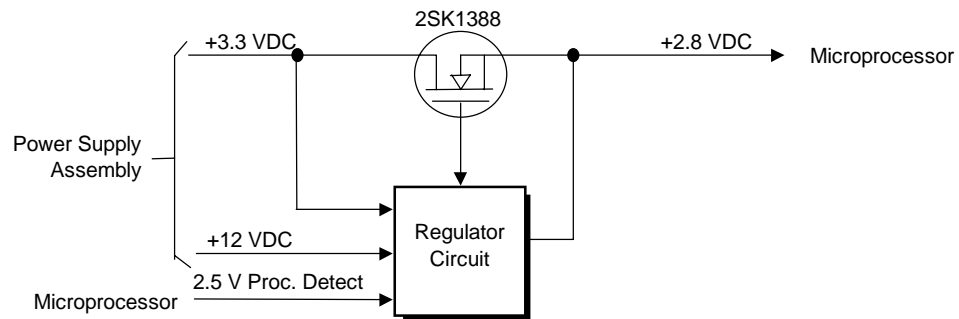 2SK1388
+3.3 VDC
+2.8 VDC
Microprocessor
Power Supply
Assembly
Regulator
Circuit
+12 VDC
2.5 V Proc. Detect
Microprocessor